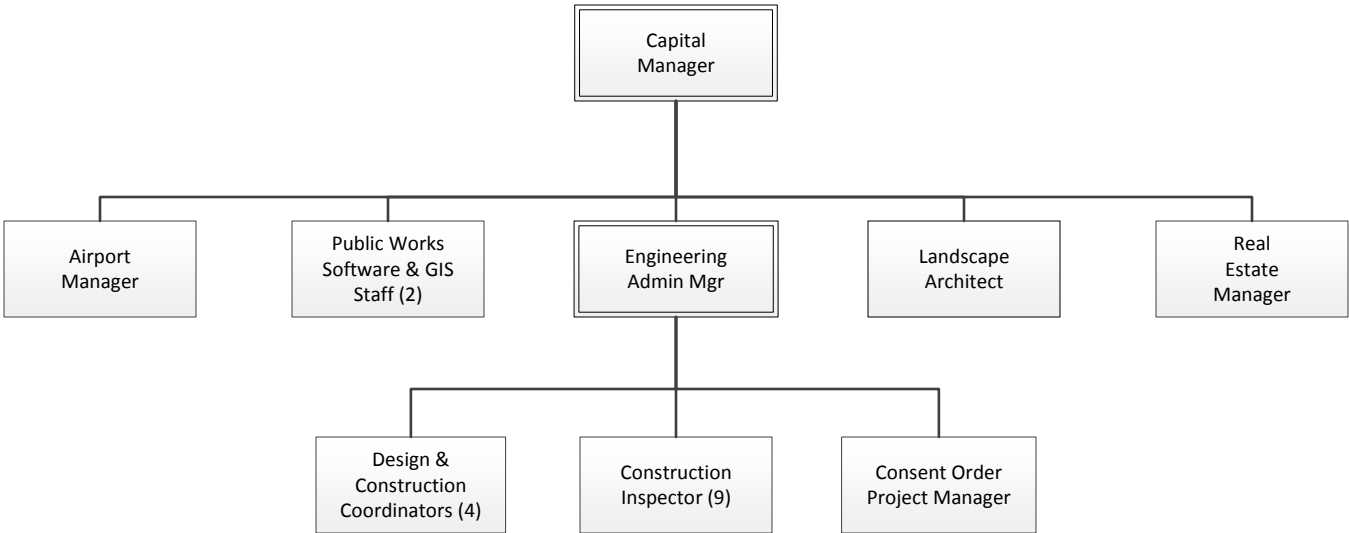 Capital
Manager
Airport
Manager
Public Works
Software & GIS
Staff (2)
Engineering
Admin Mgr
Landscape
Architect
Real
Estate
Manager
Design &
Construction
Coordinators (4)
Construction
Inspector (9)
Consent Order
Project Manager